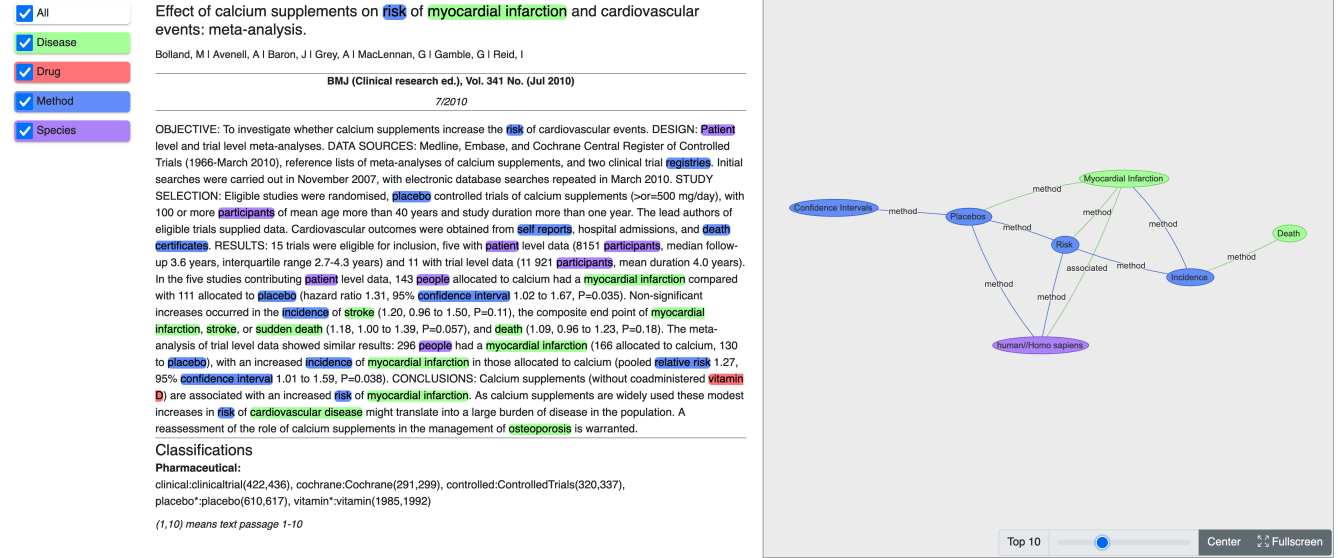 All
Disease
Drug
Method
Species
Effect of calcium supplements on risk of myocardial infarction and cardiovascular
events: meta-analysis.
Bolland, M | Avenell, A | Baron, J | Grey, A | MacLennan, G | Gamble, G | Reid, I
BMJ (Clinical research ed.), Vol. 341 No. (Jul 2010)
7/2010
OBJECTIVE: To investigate whether calcium supplements increase the risk of cardiovascular events. DESIGN: Patient
level and trial level meta-analyses. DATA SOURCES: Medline, Embase, and Cochrane Central Register of Controlled
Trials (1966-March 2010), reference lists of meta-analyses of calcium supplements, and two clinical trial registries. Initial
searches were carried out in November 2007, with electronic database searches repeated in March 2010. STUDY
SELECTION: Eligible studies were randomised, placebo controlled trials of calcium supplements (>or=500 mg/day), with
100 or more participants of mean age more than 40 years and study duration more than one year. The lead authors of
eligible trials supplied data. Cardiovascular outcomes were obtained from self reports, hospital admissions, and death
certificates. RESULTS: 15 trials were eligible for inclusion, five with patient level data (8151 participants, median follow-
up 3.6 years, interquartile range 2.7-4.3 years) and 11 with trial level data (11 921 participants, mean duration 4.0 years).
In the five studies contributing patient level data, 143 people allocated to calcium had a myocardial infarction compared
with 111 allocated to placebo (hazard ratio 1.31, 95% confidence interval 1.02 to 1.67, P=0.035). Non-significant
increases occurred in the incidence of stroke (1.20, 0.96 to 1.50, P=0.11), the composite end point of myocardial
infarction, stroke, or sudden death (1.18, 1.00 to 1.39, P=0.057), and death (1.09, 0.96 to 1.23, P=0.18). The meta-
analysis of trial level data showed similar results: 296 people had a myocardial infarction (166 allocated to calcium, 130
to placebo), with an increased incidence of myocardial infarction in those allocated to calcium (pooled relative risk 1.27,
95% confidence interval 1.01 to 1.59, P=0.038). CONCLUSIONS: Calcium supplements (without coadministered vitamin
D) are associated with an increased risk of myocardial infarction. As calcium supplements are widely used these modest
increases in risk of cardiovascular disease might translate into a large burden of disease in the population. A
reassessment of the role of calcium supplements in the management of osteoporosis is warranted.
Classifications
Pharmaceutical:
clinical:clinicaltrial(422,436), cochrane:Cochrane(291,299), controlled:ControlledTrials(320,337),
placebo*:placebo(610,617), vitamin*:vitamin(1985,1992)
(1,10) means text passage 1-10
Myocardial Infarction
method
Confidence Intervals
method
Placebos
method
method
method
Death
Risk
method
associated
method
Incidence
method
method
human//Homo sapiens
Top 10
Center
Fullscreen